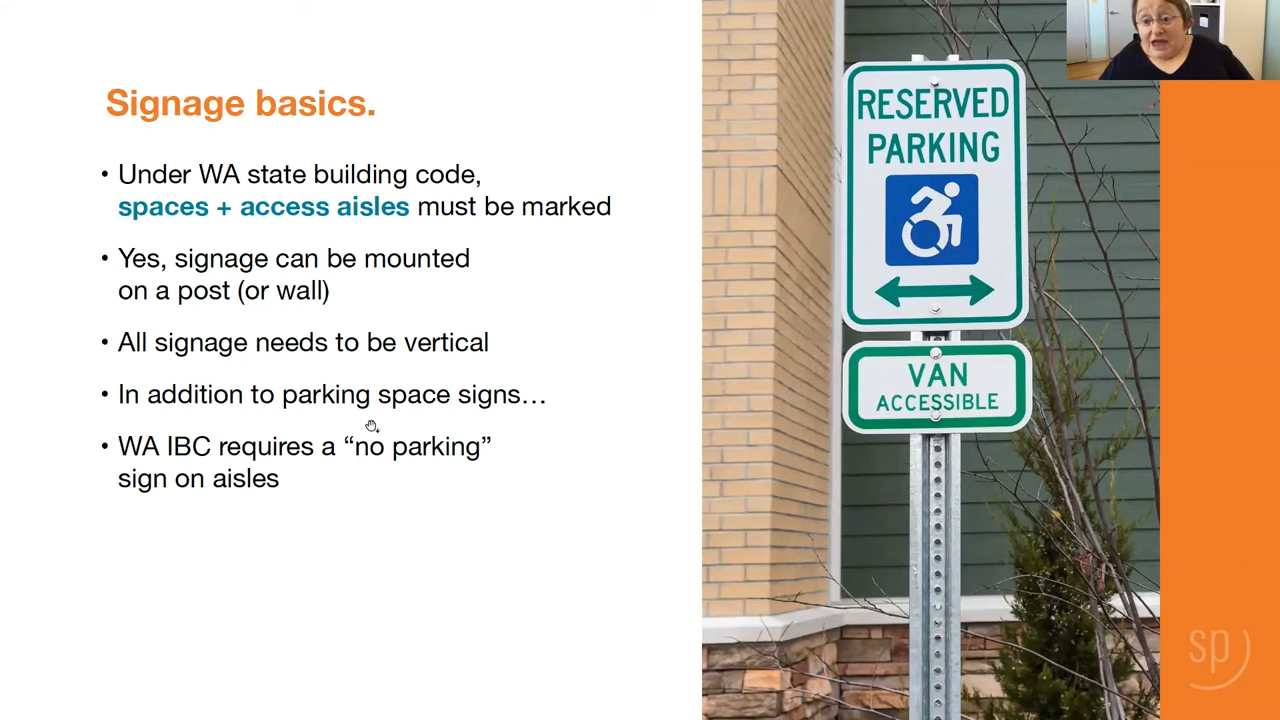 Signage basics.
• Under WA state building code,
spaces + access aisles must be marked
• Yes, signage can be mounted
on a post (or wall)
• All signage needs to be vertical
• In addition to parking space signs…
• WA IBC requires a “no parking”
sign on aisles
RESERVED
PARKING
VAN
ACCESSIBLE
sp